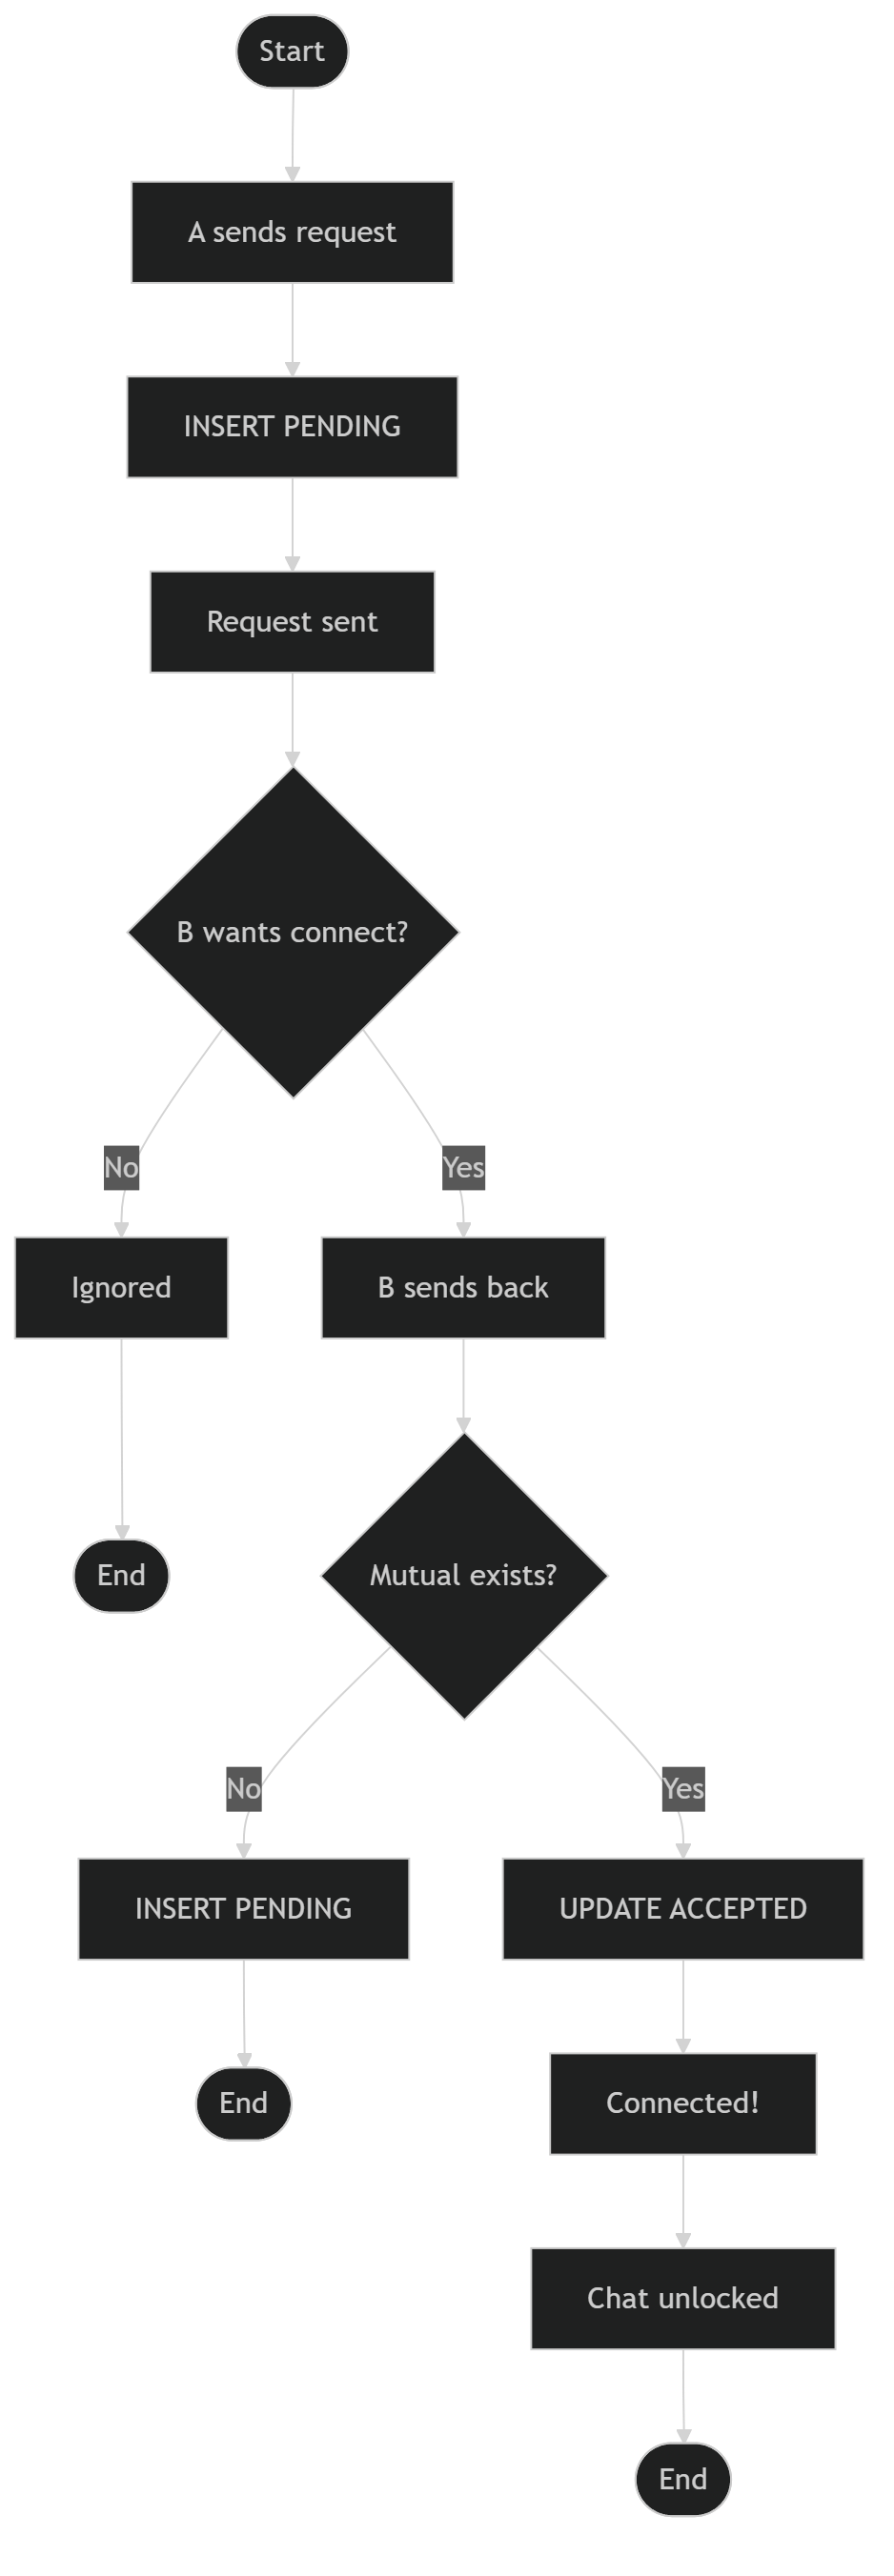 Start
A sends request
INSERT PENDING
Request sent
B wants connect?
No
Yes
Ignored
B sends back
End
Mutual exists?
No
Yes
INSERT PENDING
UPDATE ACCEPTED
End
Connected!
Chat unlocked
End